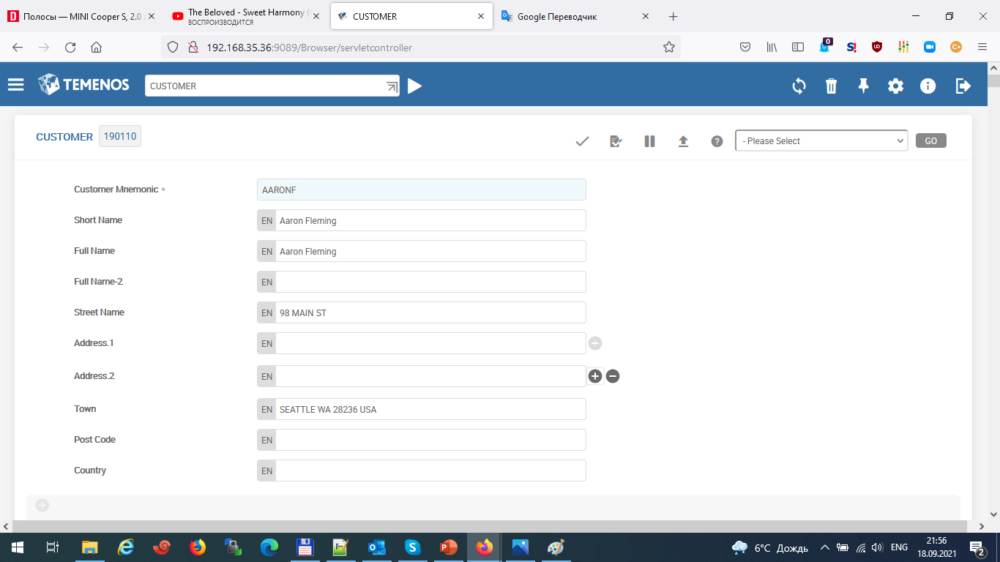 Полосы — MINI Cooper S, 2.0
The Beloved - Sweet Harmony
ВОСПРОИЗВОДИТСЯ
CUSTOMER
Google Переводчик
192.168.35.36:9089/Browser/servletcontroller
0
S!
UD
C+
TEMENOS
CUSTOMER
CUSTOMER 190110
- Please Select
GO
Customer Mnemonic *
AARONF
Short Name
EN Aaron Fleming
Full Name
EN Aaron Fleming
Full Name-2
EN
Street Name
EN 98 MAIN ST
Address.1
EN
Address.2
EN
Town
EN SEATTLE WA 28236 USA
Post Code
EN
Country
EN
6°C Дождь
ENG
21:56
18.09.2021
2